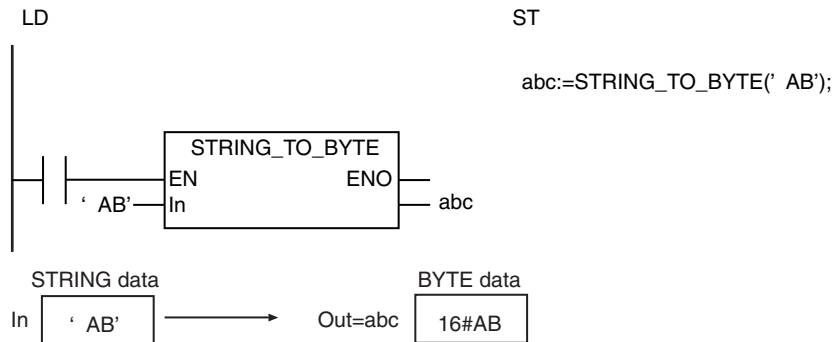 LD
ST
abc:=STRING_TO_BYTE(’ AB’);
STRING_TO_BYTE
EN ENO
‘ AB’ In abc
STRING data BYTE data
In ‘ AB’ Out=abc 16#AB